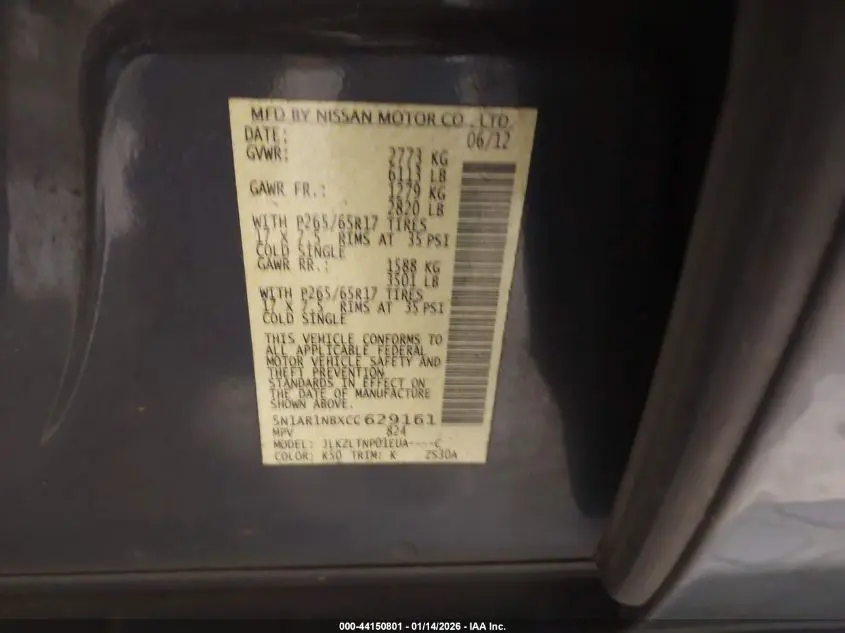 MFD BY NISSAN MOTOR CO., LTD.
DATE: 06/12
GVWR: 2773 KG
6113 LB
GAWR FR.: 1279 KG
2820 LB
WITH P265/65R17 TIRES
17 X 7.5 RIMS AT 35 PSI
COLD SINGLE
GAWR RR.: 1588 KG
3501 LB
WITH P265/65R17 TIRES
17 X 7.5 RIMS AT 35 PSI
COLD SINGLE
THIS VEHICLE CONFORMS TO
ALL APPLICABLE FEDERAL
MOTOR VEHICLE SAFETY AND
THEFT PREVENTION
STANDARDS IN EFFECT ON
THE DATE OF MANUFACTURE
SHOWN ABOVE.
5N1AR1NBXCC629161
MPV 824
MODEL: JLKZLTNP01EUA----C
COLOR: K50 TRIM: K ZS30A
000-44150801 - 01/14/2026 - IAA Inc.